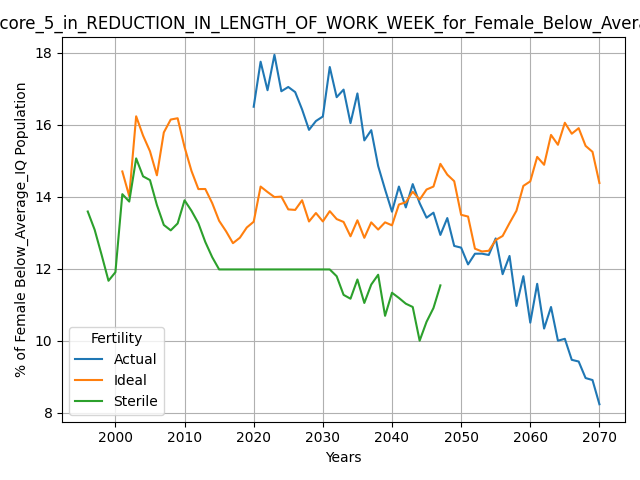 core_5_in_REDUCTION_IN_LENGTH_OF_WORK_WEEK_for_Female_Below_Avera
% of Female Below_Average_IQ Population
18
16
14
12
10
8
Fertility
Actual
Ideal
Sterile
2000 2010 2020 2030 2040 2050 2060 2070
Years